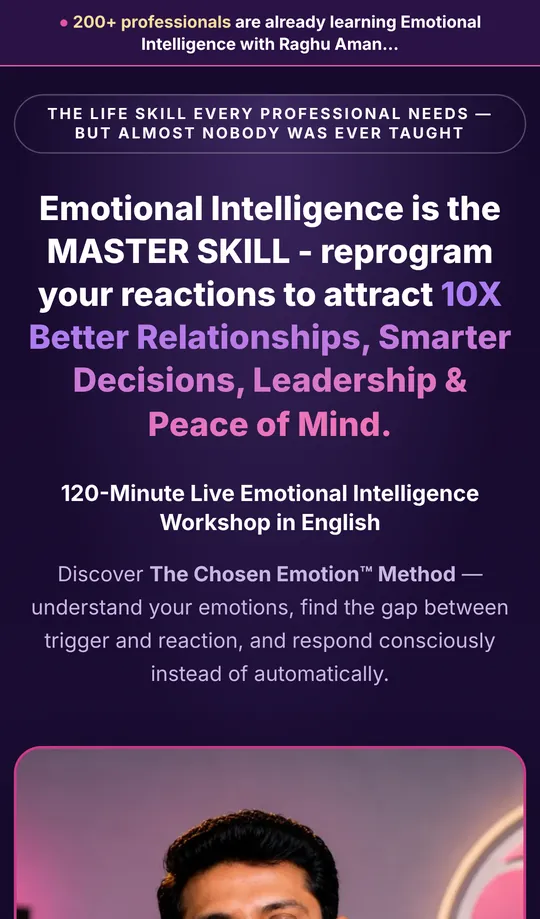 ● 200+ professionals are already learning Emotional
Intelligence with Raghu Aman...
THE LIFE SKILL EVERY PROFESSIONAL NEEDS —
BUT ALMOST NOBODY WAS EVER TAUGHT
Emotional Intelligence is the
MASTER SKILL - reprogram
your reactions to attract 10X
Better Relationships, Smarter
Decisions, Leadership &
Peace of Mind.
120-Minute Live Emotional Intelligence
Workshop in English
Discover The Chosen Emotion™ Method —
understand your emotions, find the gap between
trigger and reaction, and respond consciously
instead of automatically.